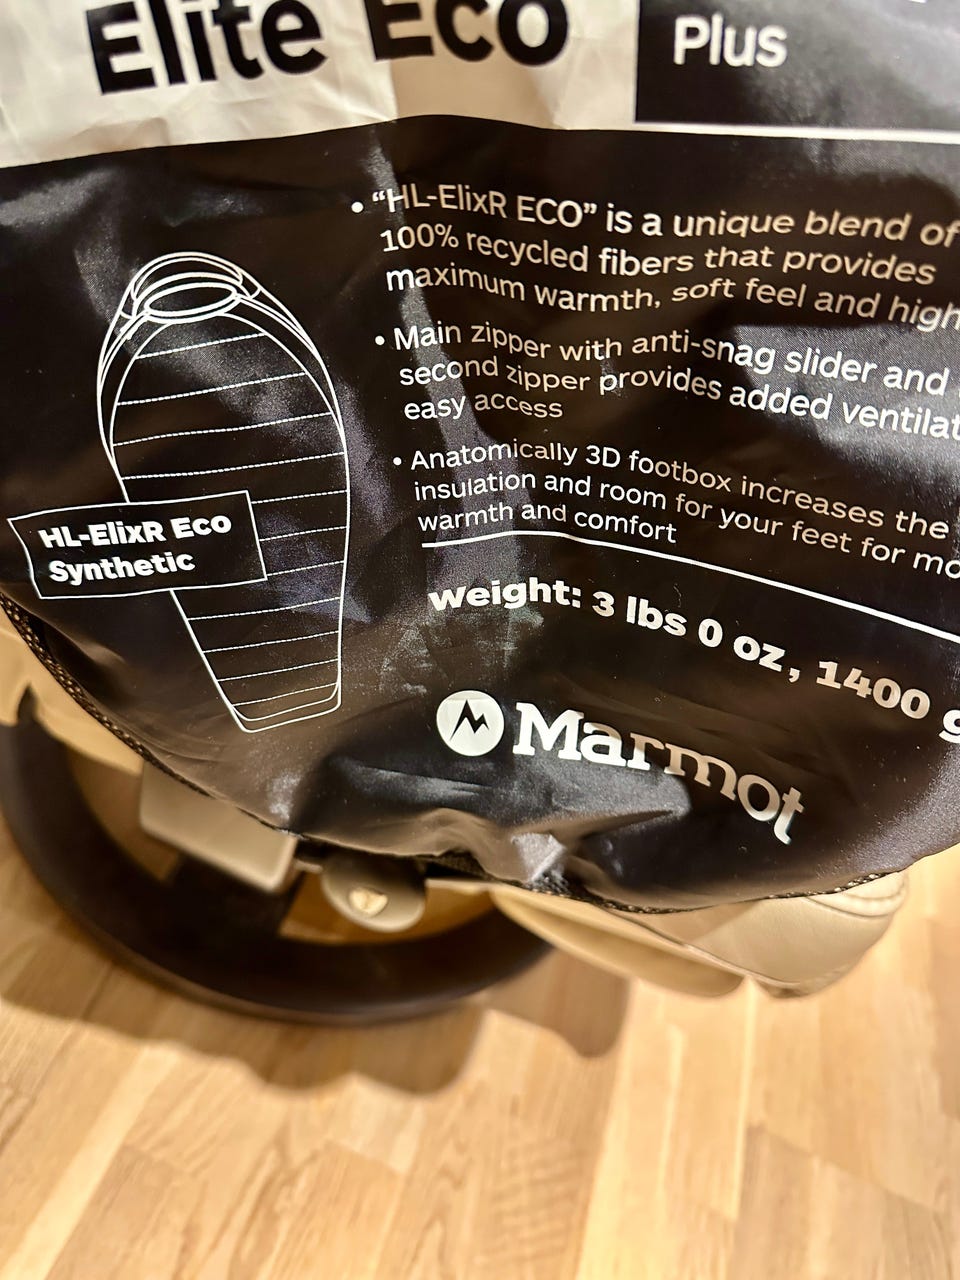 Elite Eco
Plus
• “HL-ElixR ECO” is a unique blend of
100% recycled fibers that provides
maximum warmth, soft feel and high
• Main zipper with anti-snag slider and
second zipper provides added ventilat
easy access
• Anatomically 3D footbox increases the
insulation and room for your feet for mo
warmth and comfort
HL-ElixR Eco
Synthetic
weight: 3 lbs 0 oz, 1400 g
Marmot